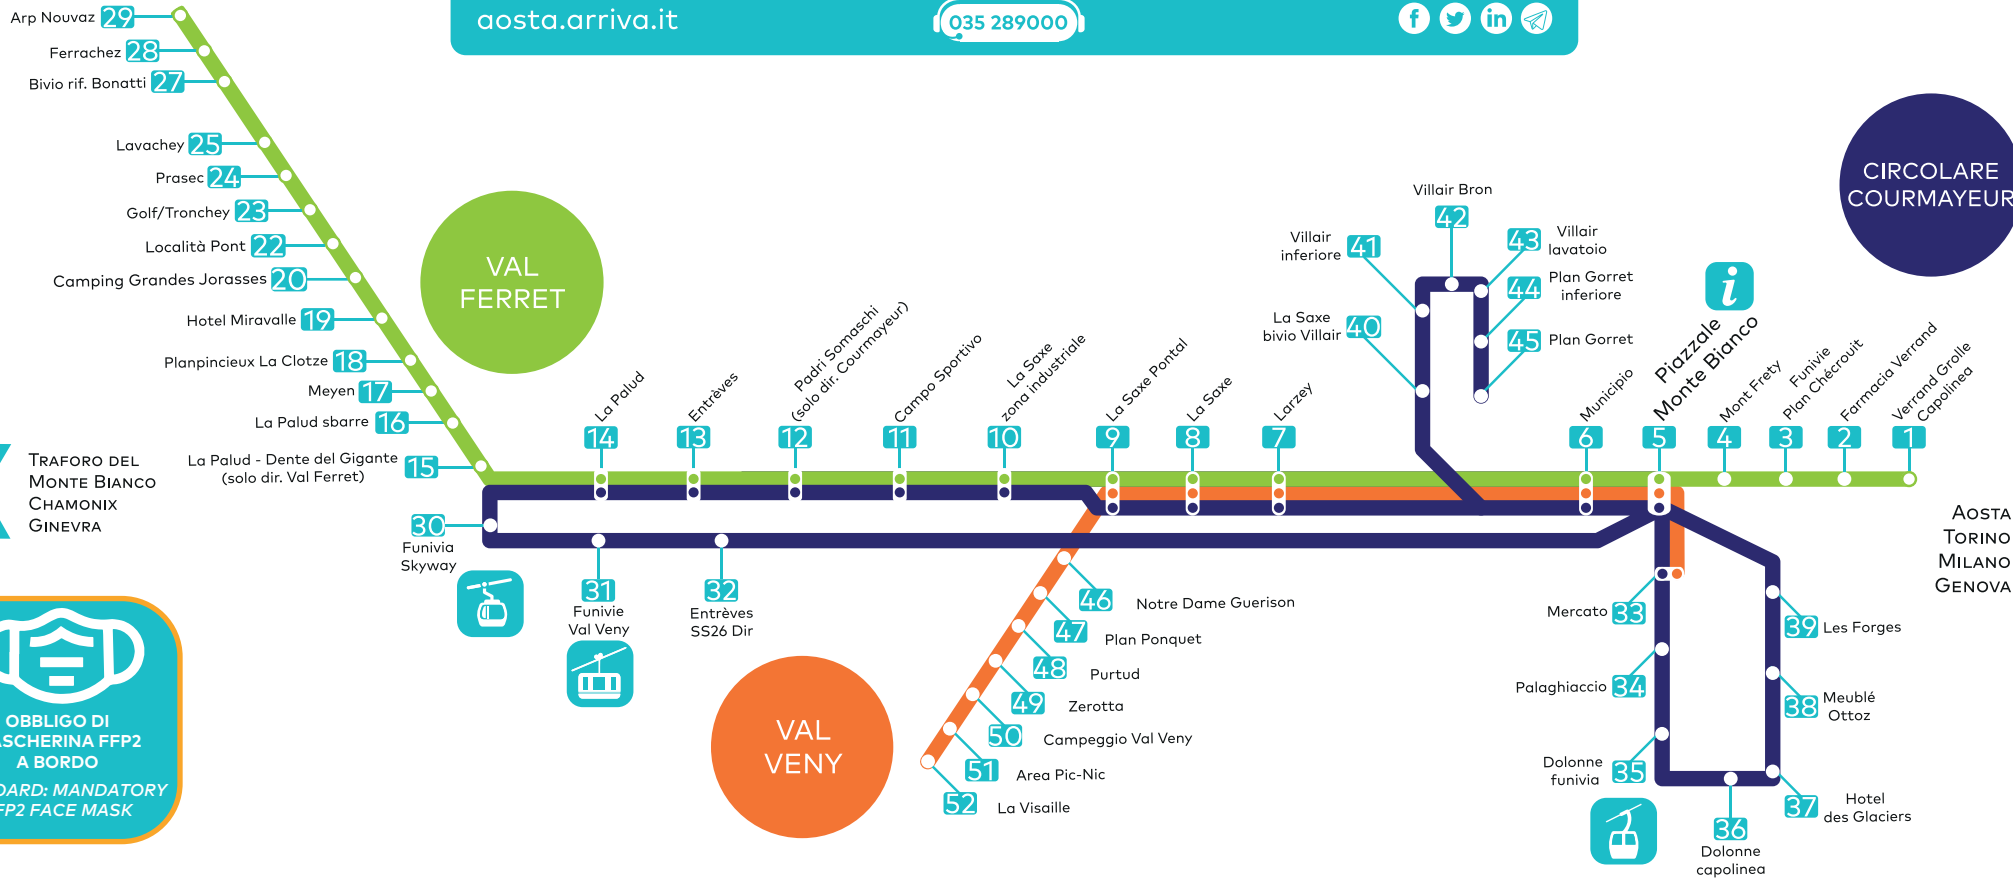 aosta.arriva.it
035 289000
Arp Nouvaz 29
Ferrachez 28
Bivio rif. Bonatti 27
Lavachey 25
Prasec 24
Golf/Tronchey 23
Località Pont 22
Camping Grandes Jorasses 20
Hotel Miravalle 19
Planpincieux La Clotze 18
Meyen 17
La Palud sbarre 16
La Palud - Dente del Gigante 15
(solo dir. Val Ferret)
VAL
FERRET
CIRCOLARE
COURMAYEUR
TRAFORO DEL
MONTE BIANCO
CHAMONIX
GINEVRA
La Palud
14
Entrèves
13
Padri Somaschi
(solo dir. Courmayeur)
12
Campo Sportivo
11
La Saxe
zona industriale
10
La Saxe Pontal
9
La Saxe
8
Larzey
7
Municipio
6
i
Piazzale
Monte Bianco
5
Mont Frety
4
Funivie
Plan Chécrouit
3
Farmacia Verrand
2
Verrand Grolle
Capolinea
1
La Saxe
bivio Villair
40
Villair
inferiore
41
Villair Bron
42
43
Villair
lavatoio
44
Plan Gorret
inferiore
45
Plan Gorret
AOSTA
TORINO
MILANO
GENOVA
30
Funivia
Skyway
31
Funivie
Val Veny
32
Entrèves
SS26 Dir
Mercato 33
Palaghiaccio 34
Dolonne
funivia
35
36
Dolonne
capolinea
37
Hotel
des Glaciers
38
Meublé
Ottoz
39 Les Forges
46 Notre Dame Guerison
47 Plan Ponquet
48 Purtud
49 Zerotta
50 Campeggio Val Veny
51 Area Pic-Nic
52 La Visaille
VAL
VENY
OBBLIGO DI
ASCHERINA FFP2
A BORDO
OARD: MANDATORY
FP2 FACE MASK
f in